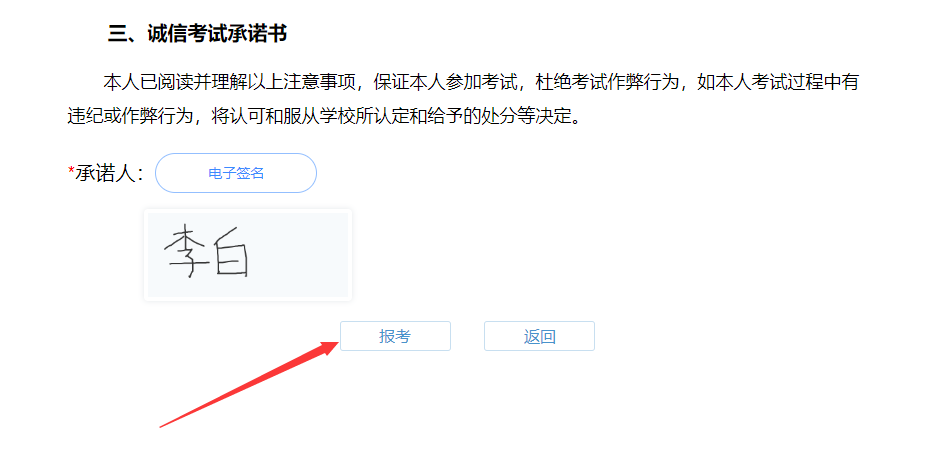 三、诚信考试承诺书
本人已阅读并理解以上注意事项，保证本人参加考试，杜绝考试作弊行为，如本人考试过程中有
违纪或作弊行为，将认可和服从学校所认定和给予的处分等决定。
*承诺人： 电子签名
李白
报考 返回